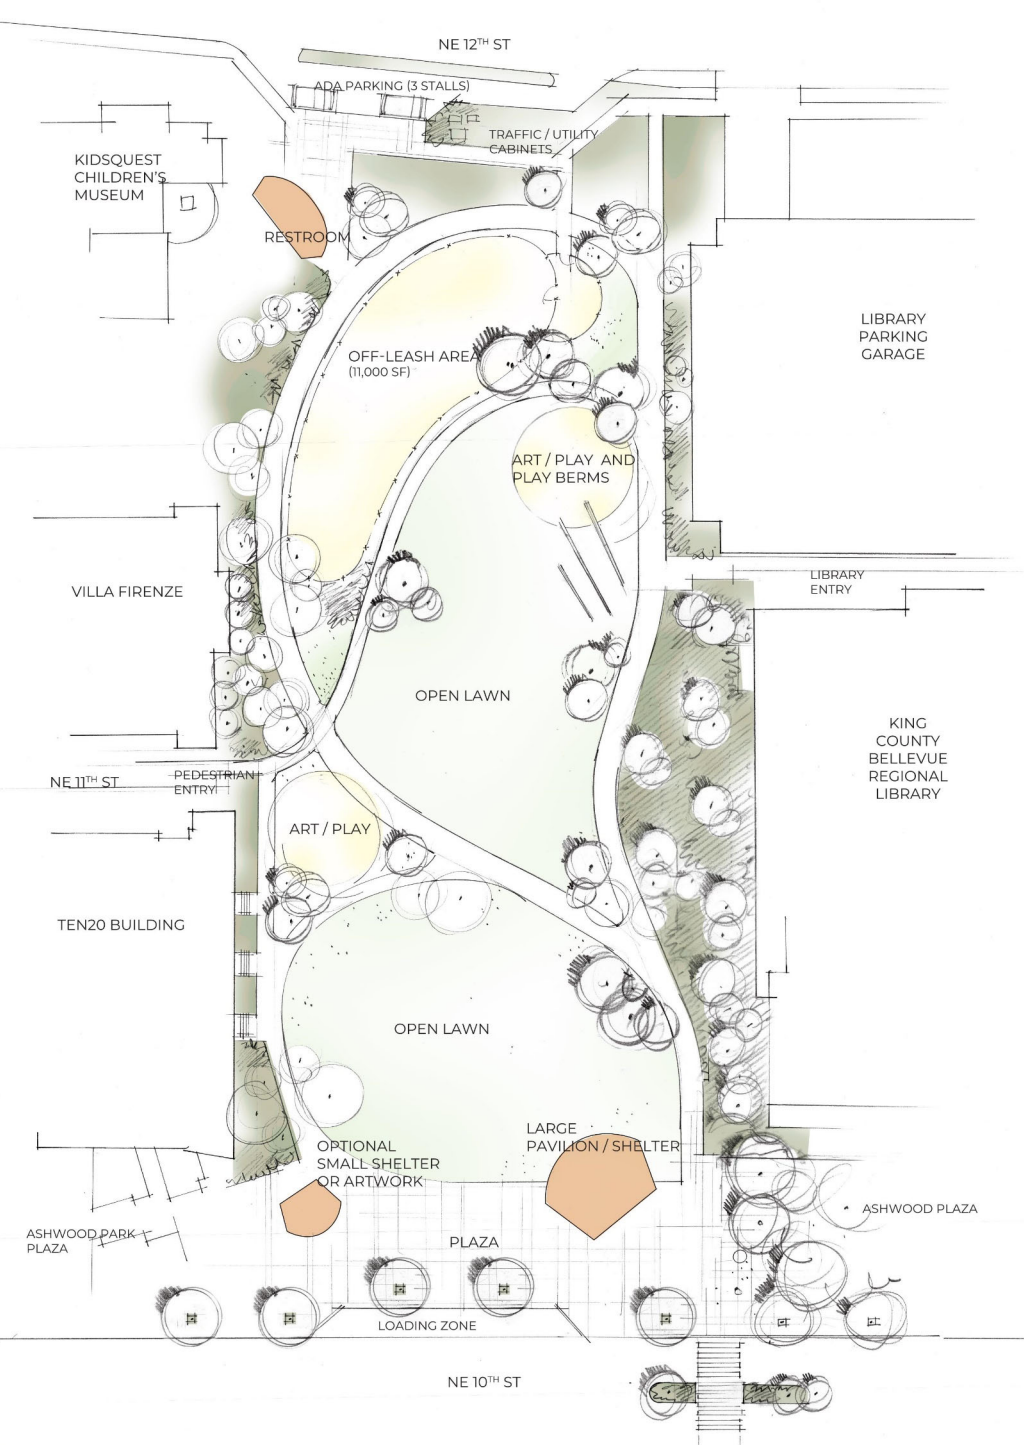 NE 12TH ST
ADA PARKING (3 STALLS)
TRAFFIC / UTILITY
CABINETS
KIDSQUEST
CHILDREN'S
MUSEUM
RESTROOM
LIBRARY
PARKING
GARAGE
OFF-LEASH AREA
(11,000 SF)
ART / PLAY AND
PLAY BERMS
LIBRARY
ENTRY
VILLA FIRENZE
OPEN LAWN
KING
COUNTY
BELLEVUE
REGIONAL
LIBRARY
NE 11TH ST
PEDESTRIAN
ENTRY
ART / PLAY
TEN20 BUILDING
OPEN LAWN
LARGE
PAVILION / SHELTER
OPTIONAL
SMALL SHELTER
OR ARTWORK
ASHWOOD PLAZA
ASHWOOD PARK
PLAZA
PLAZA
LOADING ZONE
NE 10TH ST